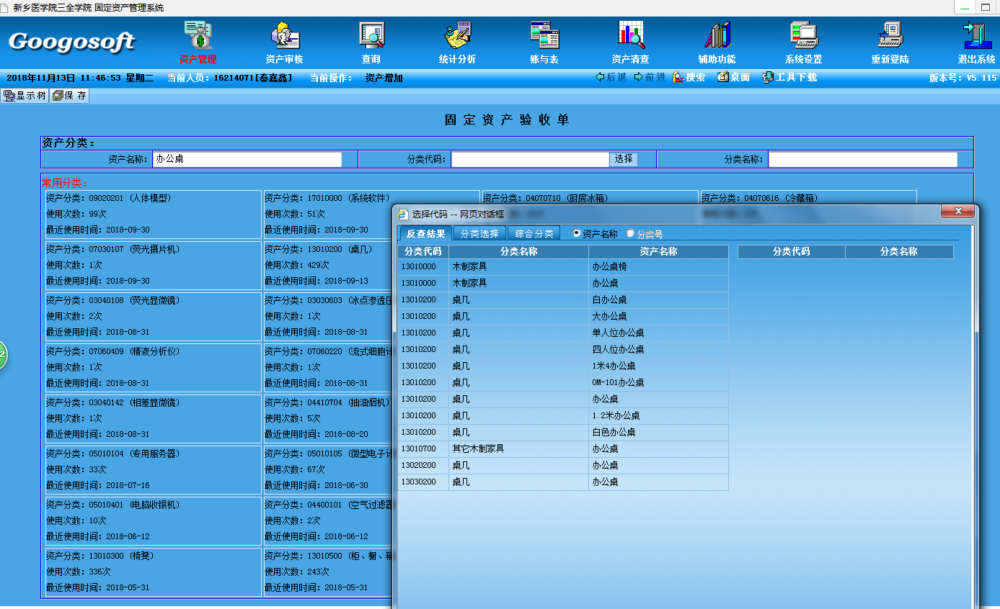 新乡医学院三全学院 固定资产管理系统
Googosoft
资产管理 资产审核 查询 统计分析 账与表 资产清查 辅助功能 系统设置 重新登陆 退出系统
2018年11月13日 11:46:53 星期二 当前人员：16214071[秦嘉鑫] 当前操作： 资产增加 后退 前进 搜索 桌面 工具下载 版本号：V5.115
显示树 保 存
固 定 资 产 验 收 单
资产分类：
资产名称： 办公桌 分类代码： 选择 分类名称：
常用分类：
资产分类：09020201 (人体模型) 资产分类：17010000 (系统软件) 资产分类：04070710 (厨房冰箱) 资产分类：04070616 (冷藏箱)
使用次数：99次 使用次数：51次
最近使用时间：2018-09-30 最近使用时间：2018-09-30
资产分类：07030107 (荧光摄片机) 资产分类：13010200 (桌几)
使用次数：1次 使用次数：429次
最近使用时间：2018-09-30 最近使用时间：2018-09-13
资产分类：03040108 (荧光显微镜) 资产分类：03030603 (冰点渗透压
使用次数：2次 使用次数：1次
最近使用时间：2018-08-31 最近使用时间：2018-08-31
资产分类：07060409 (精液分析仪) 资产分类：07060220 (流式细胞计
使用次数：1次 使用次数：1次
最近使用时间：2018-08-31 最近使用时间：2018-08-31
资产分类：03040142 (相差显微镜) 资产分类：04410704 (抽油烟机)
使用次数：1次 使用次数：5次
最近使用时间：2018-08-31 最近使用时间：2018-08-20
资产分类：05010104 (专用服务器) 资产分类：05010105 (微型电子计
使用次数：33次 使用次数：67次
最近使用时间：2018-07-16 最近使用时间：2018-06-30
资产分类：05010401 (电脑收银机) 资产分类：04400101 (空气过滤器
使用次数：10次 使用次数：2次
最近使用时间：2018-06-12 最近使用时间：2018-06-12
资产分类：13010300 (椅凳) 资产分类：13010500 (柜、橱、箱
使用次数：336次 使用次数：243次
最近使用时间：2018-05-31 最近使用时间：2018-05-31
选择代码 -- 网页对话框
反查结果 分类选择 综合分类 资产名称 分类号
分类代码 分类名称 资产名称 分类代码 分类名称
13010000 木制家具 办公桌椅
13010000 木制家具 办公桌
13010200 桌几 白办公桌
13010200 桌几 大办公桌
13010200 桌几 单人位办公桌
13010200 桌几 四人位办公桌
13010200 桌几 1米4办公桌
13010200 桌几 OM-101办公桌
13010200 桌几 办公桌
13010200 桌几 1.2米办公桌
13010200 桌几 白色办公桌
13010700 其它木制家具 办公桌
13020200 桌几 办公桌
13030200 桌几 办公桌